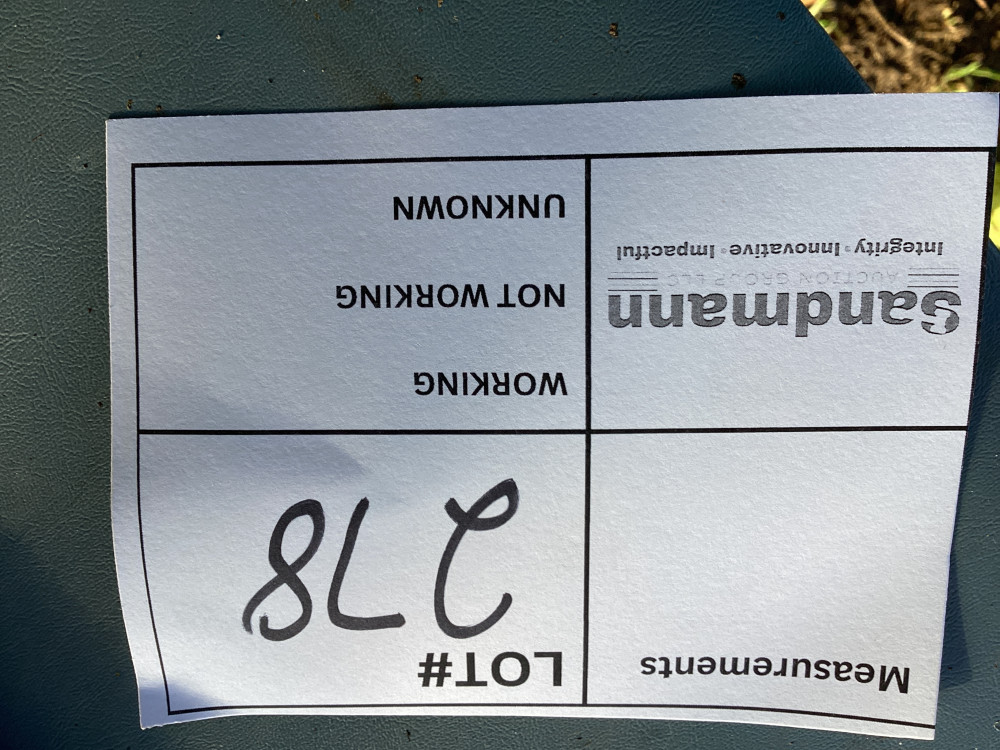 Measurements
LOT#
278
Sandmann
AUCTION GROUP LLC
Integrity • Innovative • Impactful
WORKING
NOT WORKING
UNKNOWN